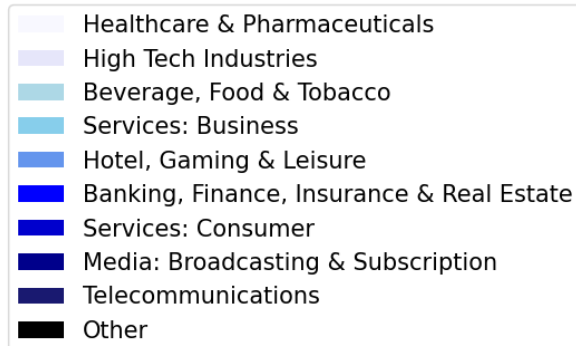 Healthcare & Pharmaceuticals
High Tech Industries
Beverage, Food & Tobacco
Services: Business
Hotel, Gaming & Leisure
Banking, Finance, Insurance & Real Estate
Services: Consumer
Media: Broadcasting & Subscription
Telecommunications
Other